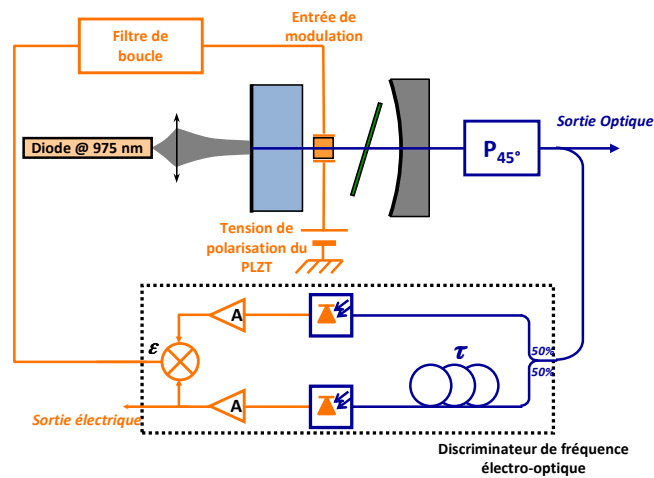 Entrée de
modulation
Filtre de
boucle
Diode @ 975 nm
Sortie Optique
P45°
Tension de
polarisation du
PLZT
A
ε
τ
50%
50%
A
Sortie électrique
Discriminateur de fréquence
électro-optique